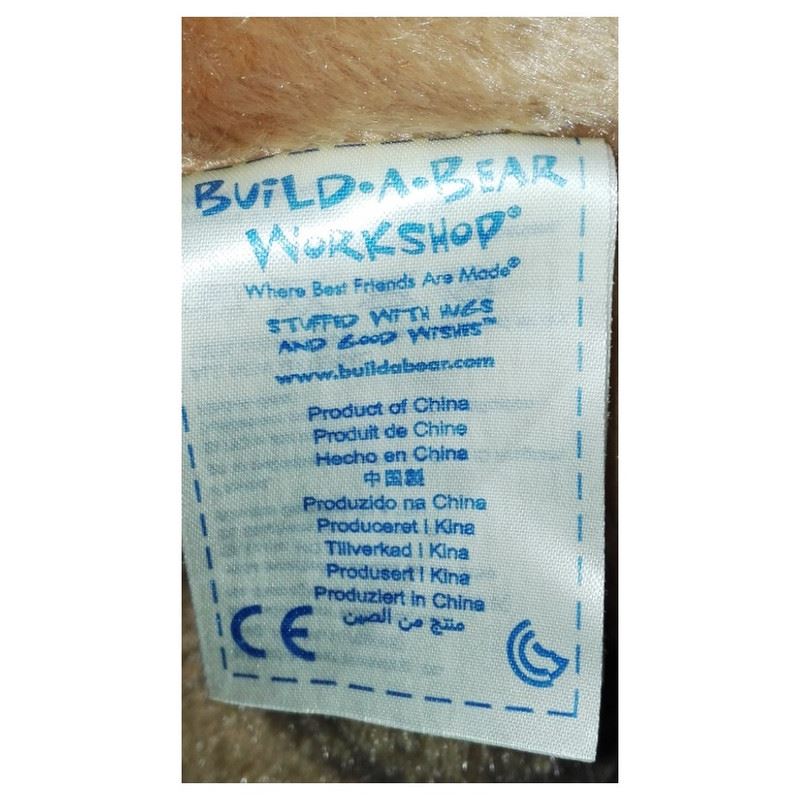 BUiLD•A•BEAR
WORKSHOP®
Where Best Friends Are Made®
STUFFED WITH HUGS
AND GOOD WISHES™
www.buildabear.com
Product of China
Produit de Chine
Hecho en China
中国製
Produzido na China
Produceret i Kina
Tillverkad i Kina
Produsert i Kina
Produziert in China
منتج من الصين
CE